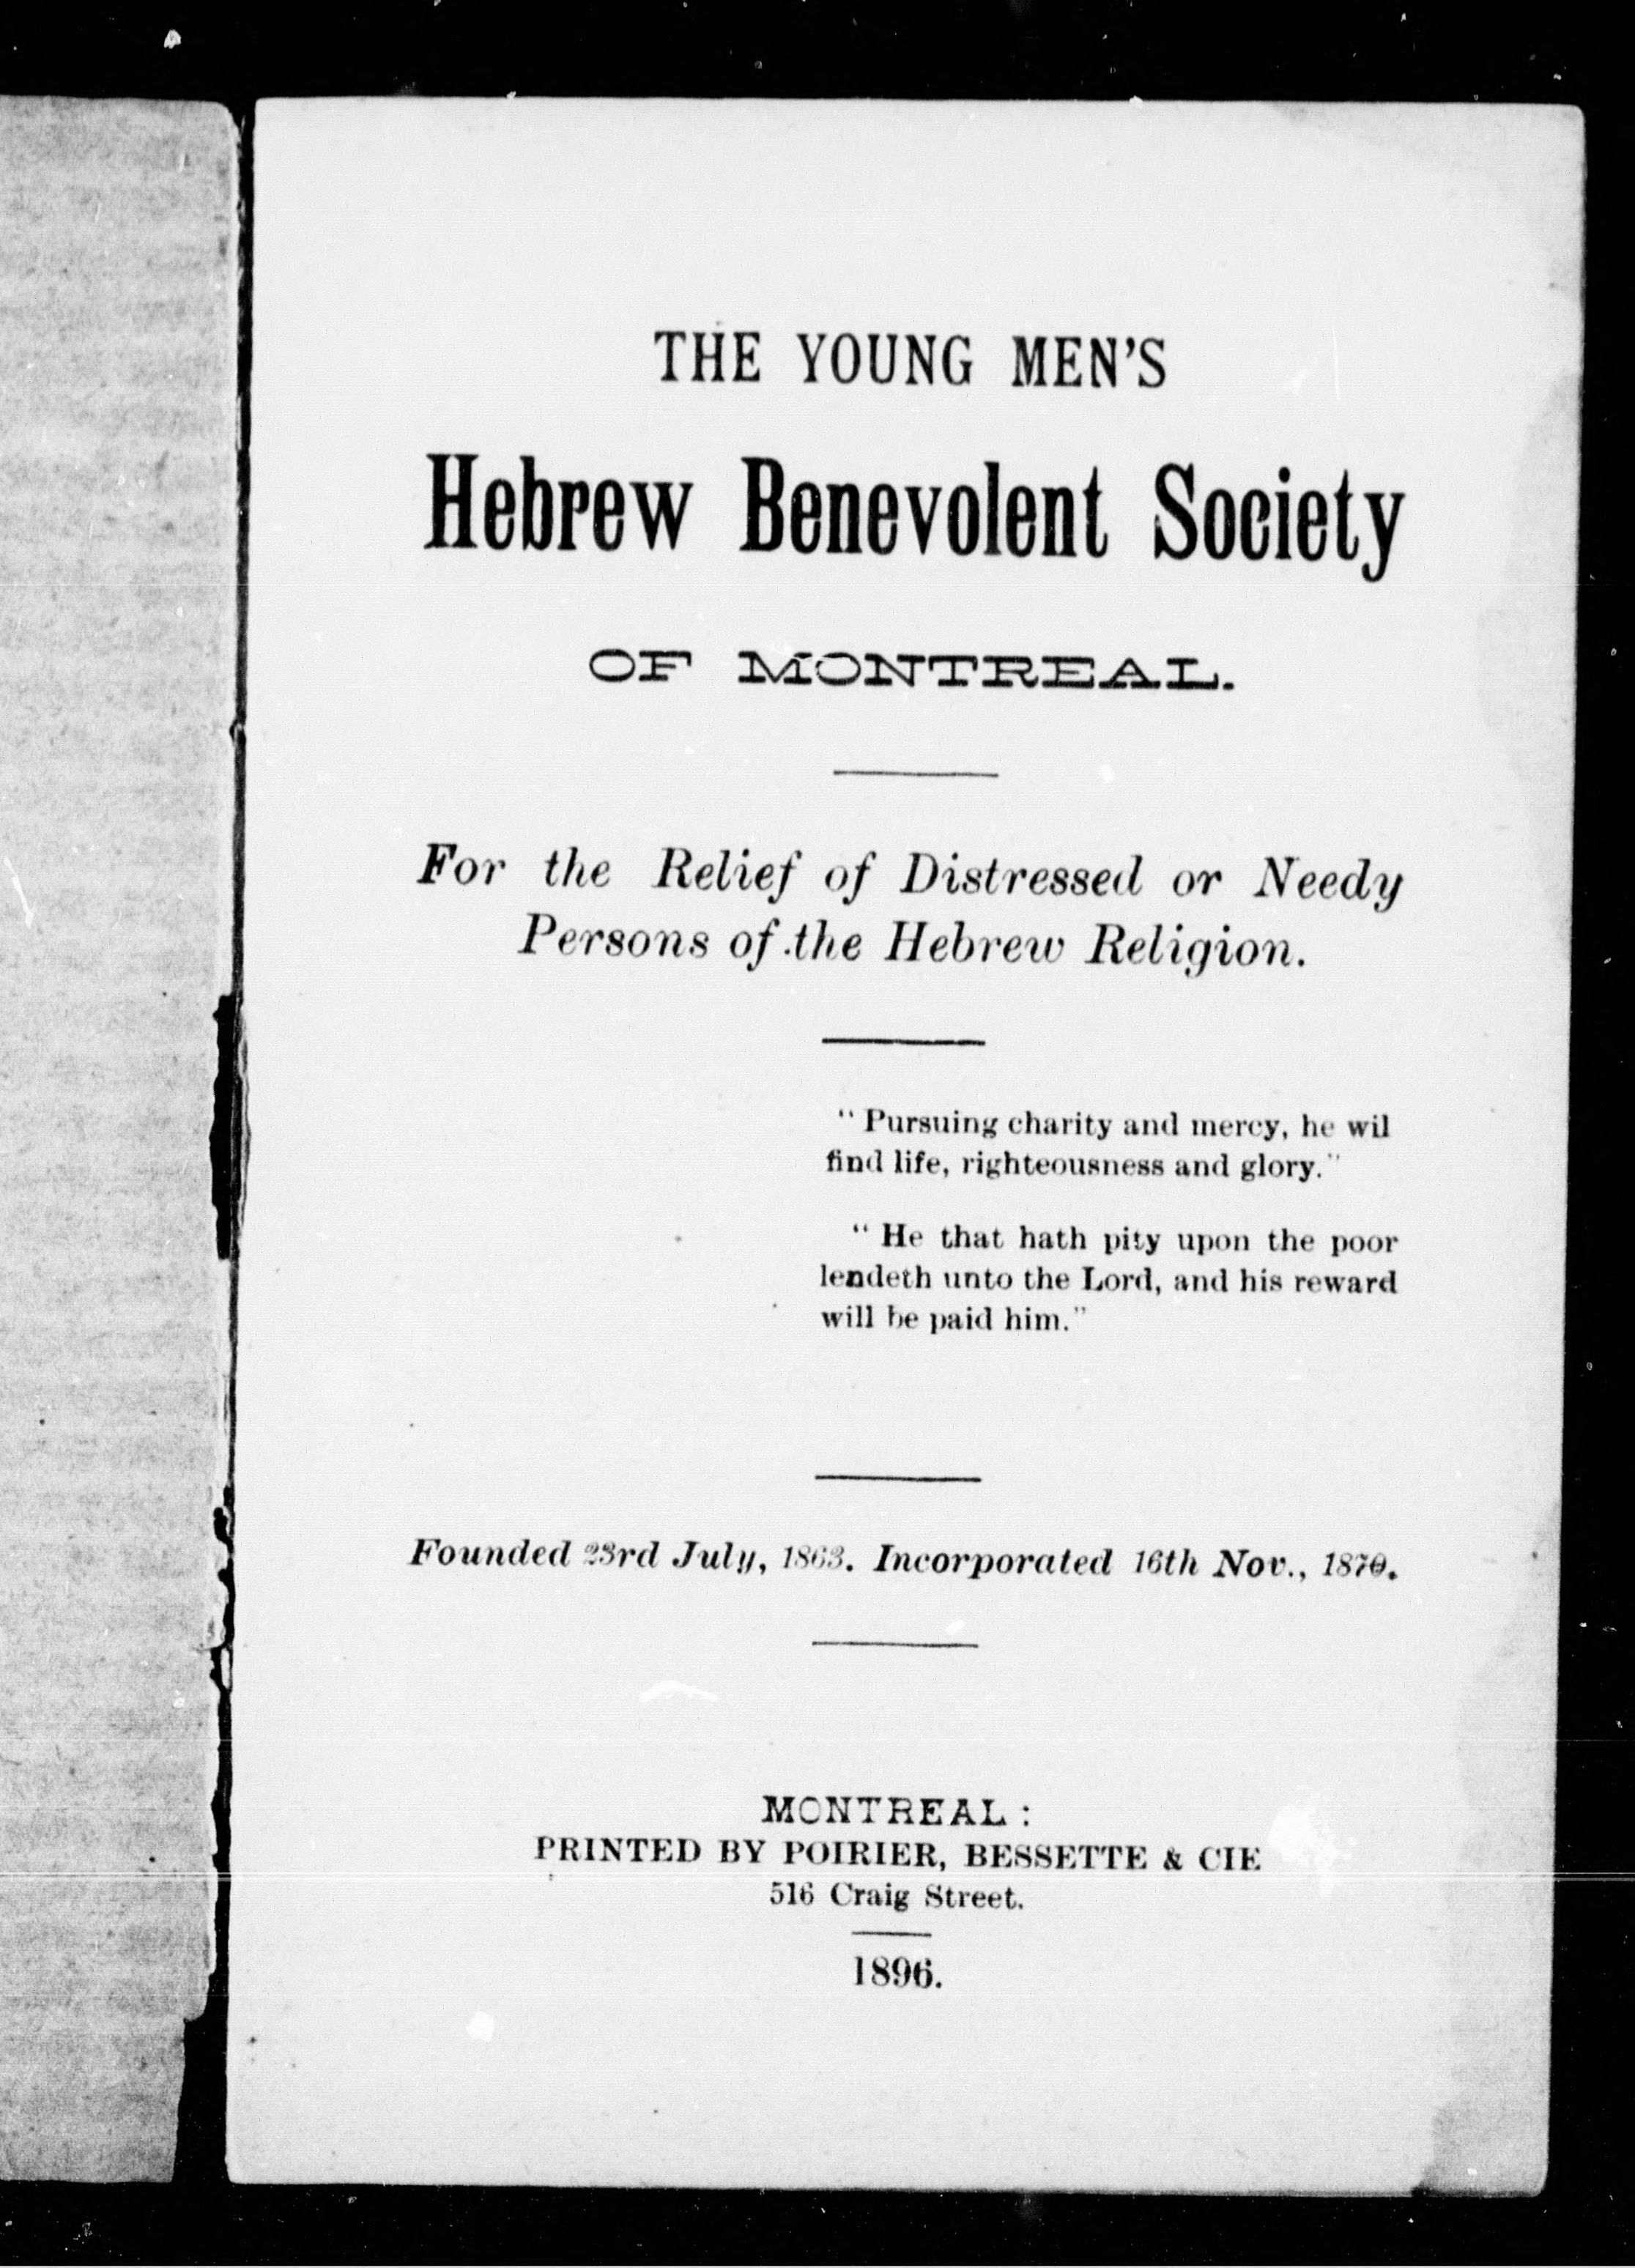 THE YOUNG MEN'S
Hebrew Benevolent Society
OF MONTREAL.
For the Relief of Distressed or Needy
Persons of the Hebrew Religion.
“ Pursuing charity and mercy, he wil
find life, righteousness and glory.”
“ He that hath pity upon the poor
lendeth unto the Lord, and his reward
will be paid him.”
Founded 23rd July, 1863. Incorporated 16th Nov., 1870.
MONTREAL :
PRINTED BY POIRIER, BESSETTE & CIE
516 Craig Street.
1896.